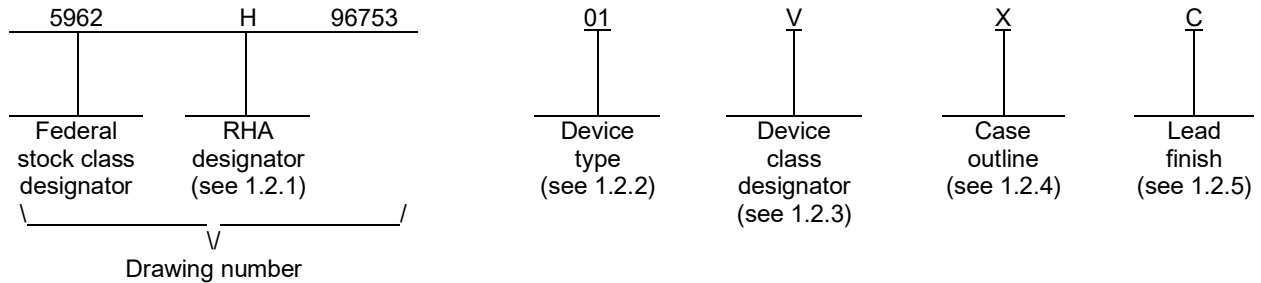 5962 H 96753 01 V X C
Federal stock class designator
RHA designator (see 1.2.1)
Device type (see 1.2.2)
Device class designator (see 1.2.3)
Case outline (see 1.2.4)
Lead finish (see 1.2.5)
Drawing number